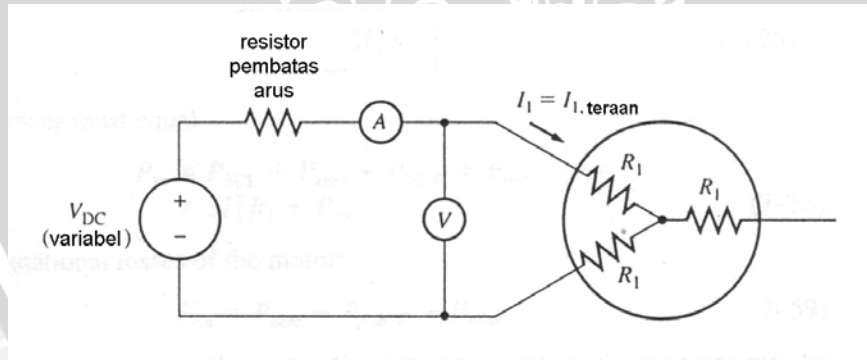 resistor
pembatas
arus
A
I₁ = I₁, teraan
R₁
R₁
V_DC
(variabel)
+
−
V
R₁